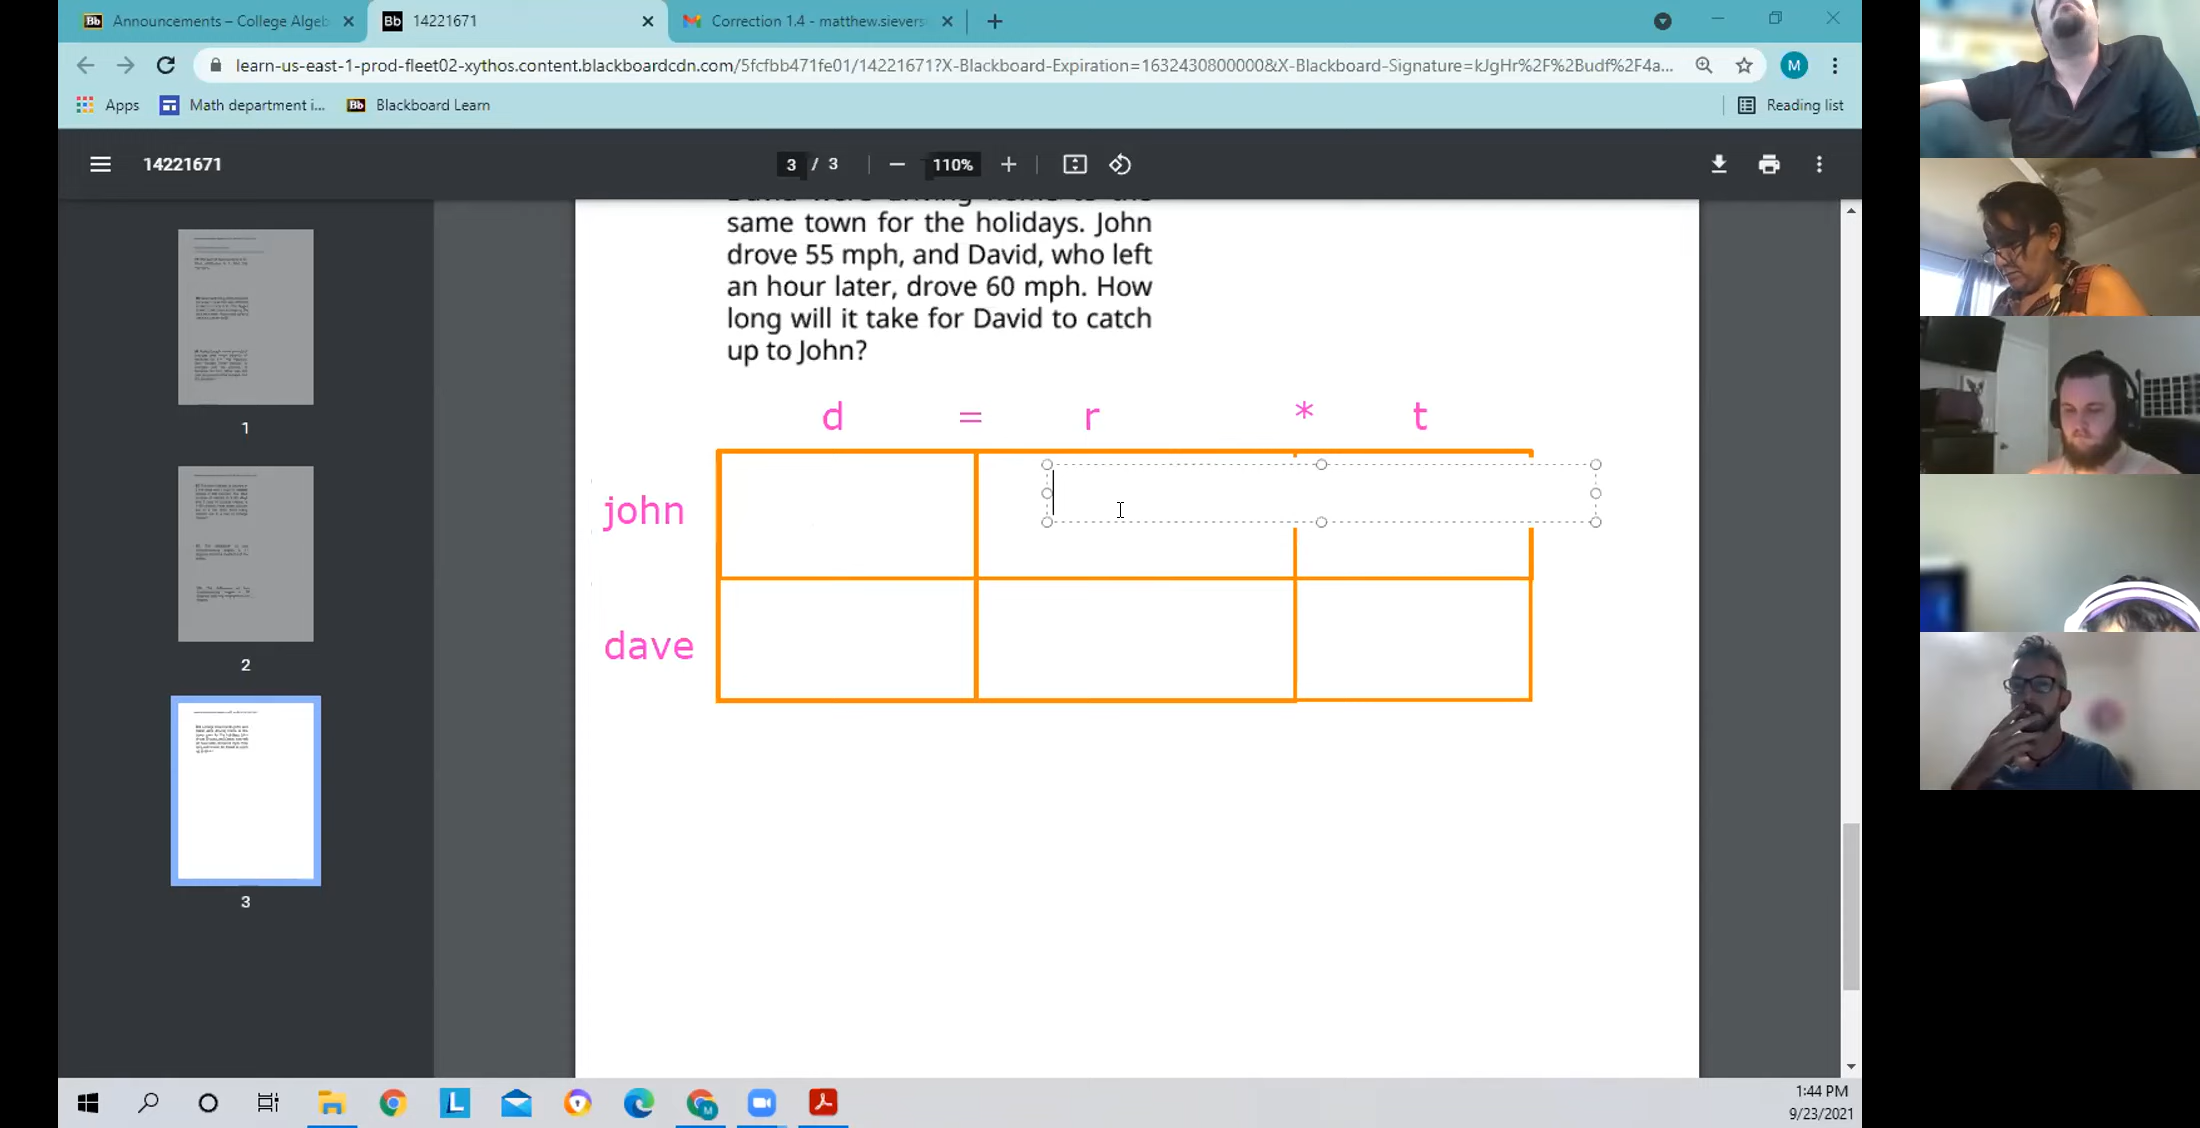 Announcements – College Algeb
14221671
Correction 1.4 - matthew.sievers
learn-us-east-1-prod-fleet02-xythos.content.blackboardcdn.com/5fcfbb471fe01/14221671?X-Blackboard-Expiration=1632430800000&X-Blackboard-Signature=kJgHr%2F%2Budf%2F4a...
M
Apps
Math department i...
Bb
Blackboard Learn
Reading list
14221671
3 / 3
110%
same town for the holidays. John
drove 55 mph, and David, who left
an hour later, drove 60 mph. How
long will it take for David to catch
up to John?
d = r * t
john
dave
1
2
3
1:44 PM
9/23/2021